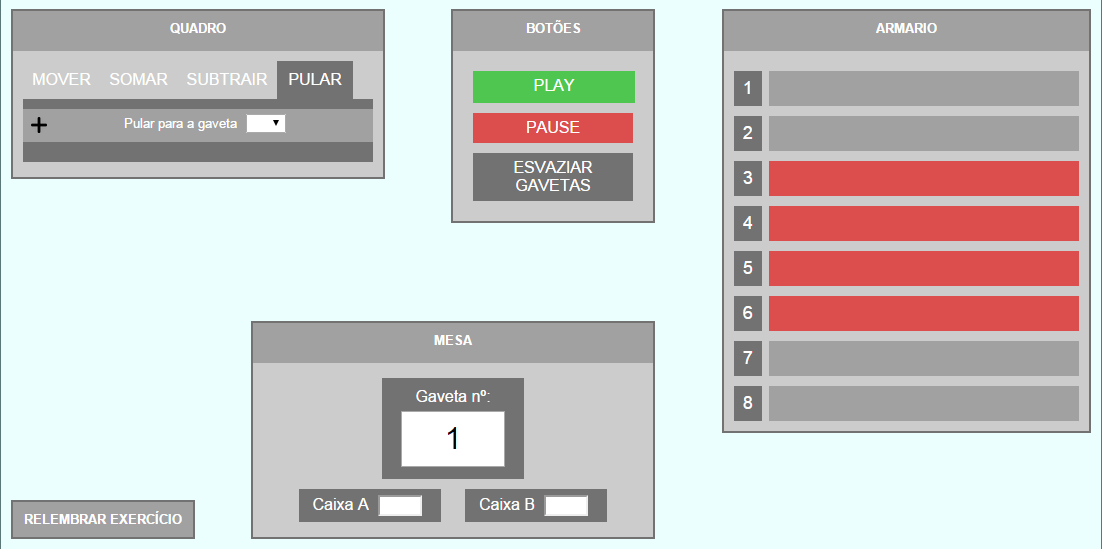 QUADRO
MOVER SOMAR SUBTRAIR PULAR
+ Pular para a gaveta
BOTÕES
PLAY
PAUSE
ESVAZIAR
GAVETAS
ARMARIO
1
2
3
4
5
6
7
8
MESA
Gaveta nº:
1
Caixa A
Caixa B
RELEMBRAR EXERCÍCIO